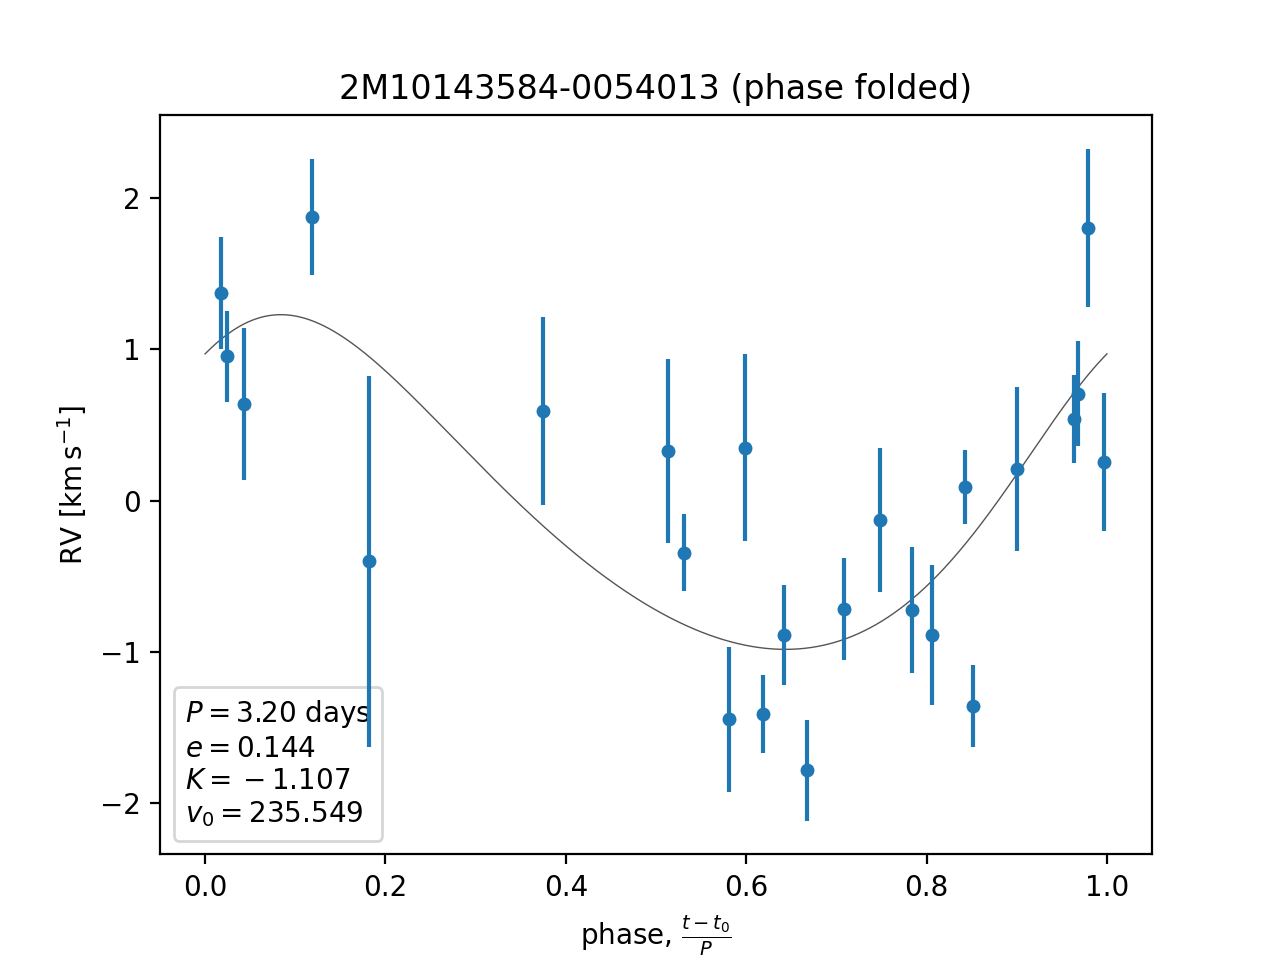 2M10143584-0054013 (phase folded)
RV [km s⁻¹]
2
1
0
−1
−2
P = 3.20 days
e = 0.144
K = −1.107
v₀ = 235.549
0.0 0.2 0.4 0.6 0.8 1.0
phase, (t − t₀)/P